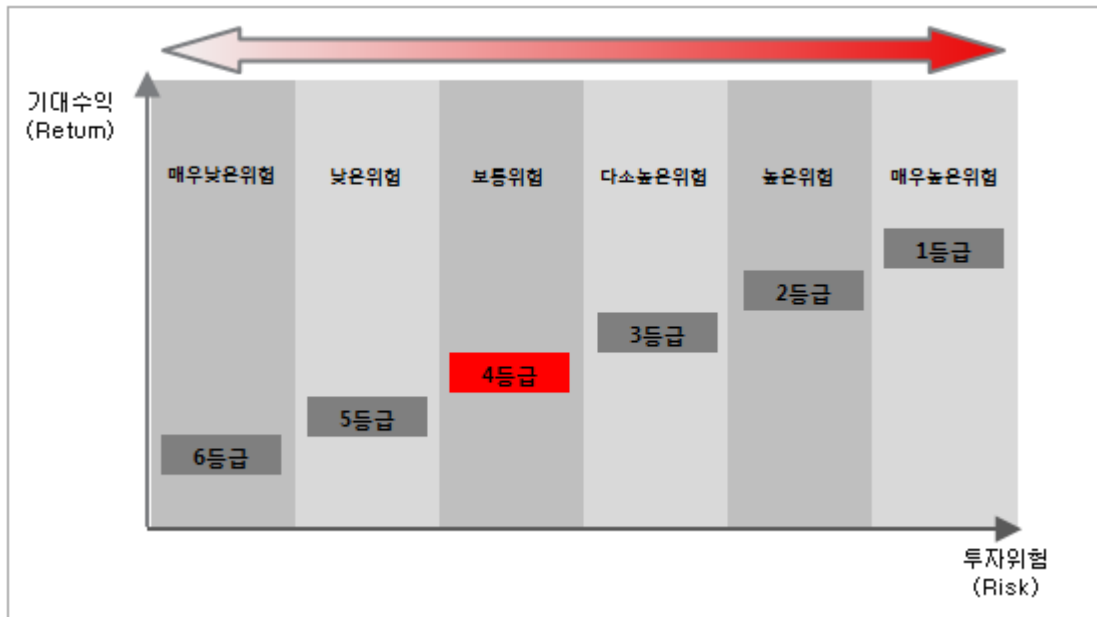 기대수익
(Retum)
매우낮은위험
낮은위험
보통위험
다소높은위험
높은위험
매우높은위험
1등급
2등급
3등급
4등급
5등급
6등급
투자위험
(Risk)